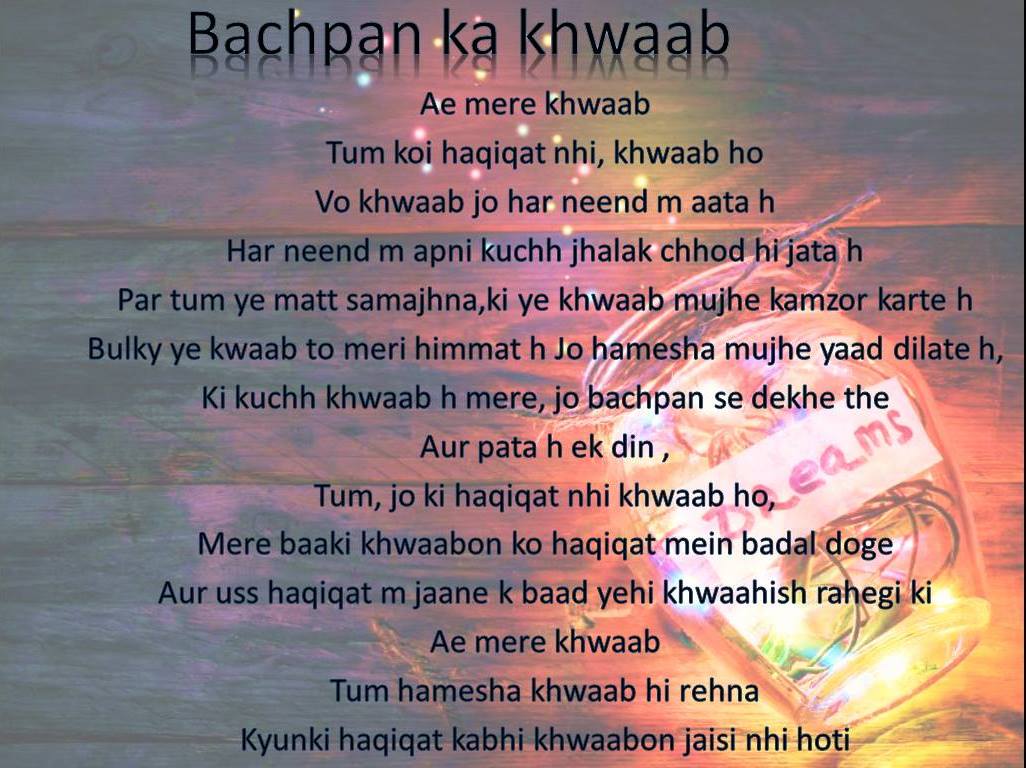 Bachpan ka khwaab
Ae mere khwaab
Tum koi haqiqat nhi, khwaab ho
Vo khwaab jo har neend m aata h
Har neend m apni kuchh jhalak chhod hi jata h
Par tum ye matt samajhna,ki ye khwaab mujhe kamzor karte h
Bulky ye kwaab to meri himmat h Jo hamesha mujhe yaad dilate h,
Ki kuchh khwaab h mere, jo bachpan se dekhe the
Aur pata h ek din ,
Tum, jo ki haqiqat nhi khwaab ho,
Mere baaki khwaabon ko haqiqat mein badal doge
Aur uss haqiqat m jaane k baad yehi khwaahish rahegi ki
Ae mere khwaab
Tum hamesha khwaab hi rehna
Kyunki haqiqat kabhi khwaabon jaisi nhi hoti
Dreams